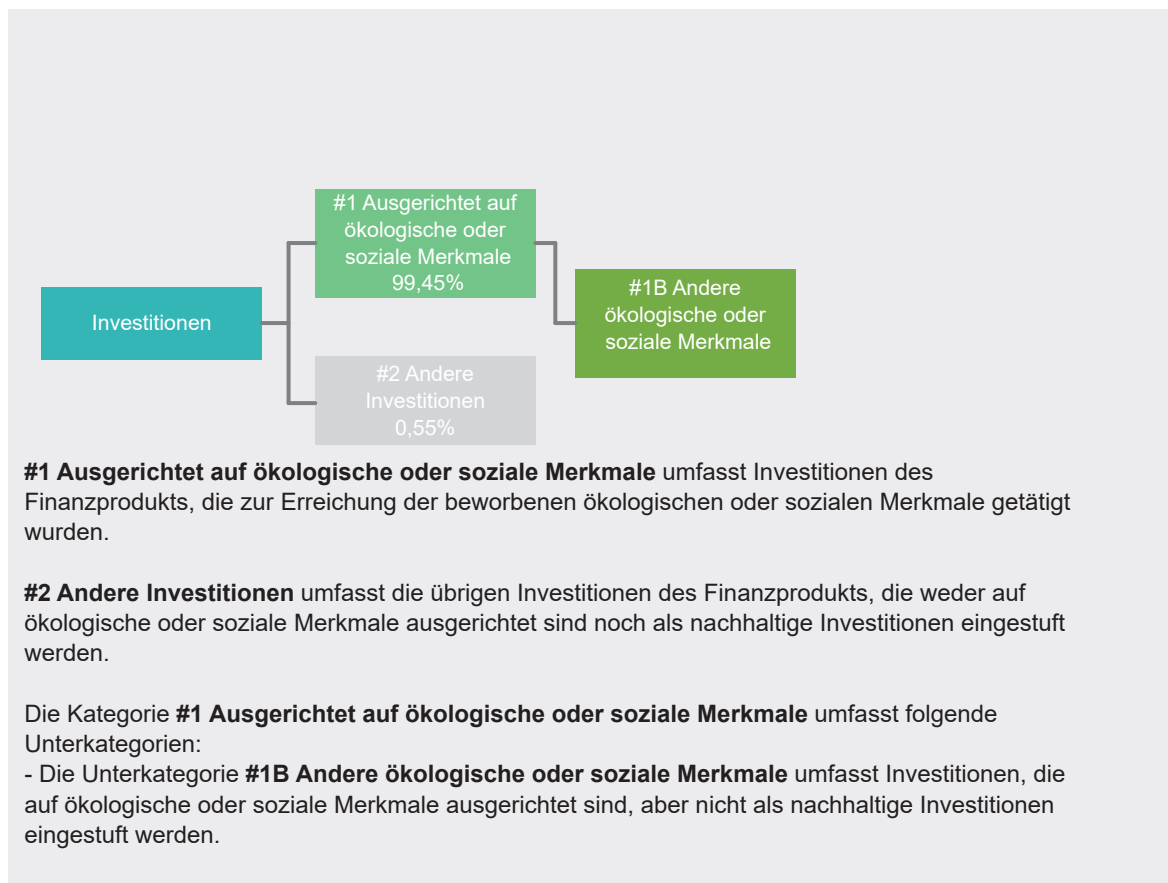 #1 Ausgerichtet auf
ökologische oder
soziale Merkmale
99,45%
#1B Andere
ökologische oder
soziale Merkmale
Investitionen
#2 Andere
Investitionen
0,55%
#1 Ausgerichtet auf ökologische oder soziale Merkmale umfasst Investitionen des
Finanzprodukts, die zur Erreichung der beworbenen ökologischen oder sozialen Merkmale getätigt
wurden.
#2 Andere Investitionen umfasst die übrigen Investitionen des Finanzprodukts, die weder auf
ökologische oder soziale Merkmale ausgerichtet sind noch als nachhaltige Investitionen eingestuft
werden.
Die Kategorie #1 Ausgerichtet auf ökologische oder soziale Merkmale umfasst folgende
Unterkategorien:
- Die Unterkategorie #1B Andere ökologische oder soziale Merkmale umfasst Investitionen, die
auf ökologische oder soziale Merkmale ausgerichtet sind, aber nicht als nachhaltige Investitionen
eingestuft werden.